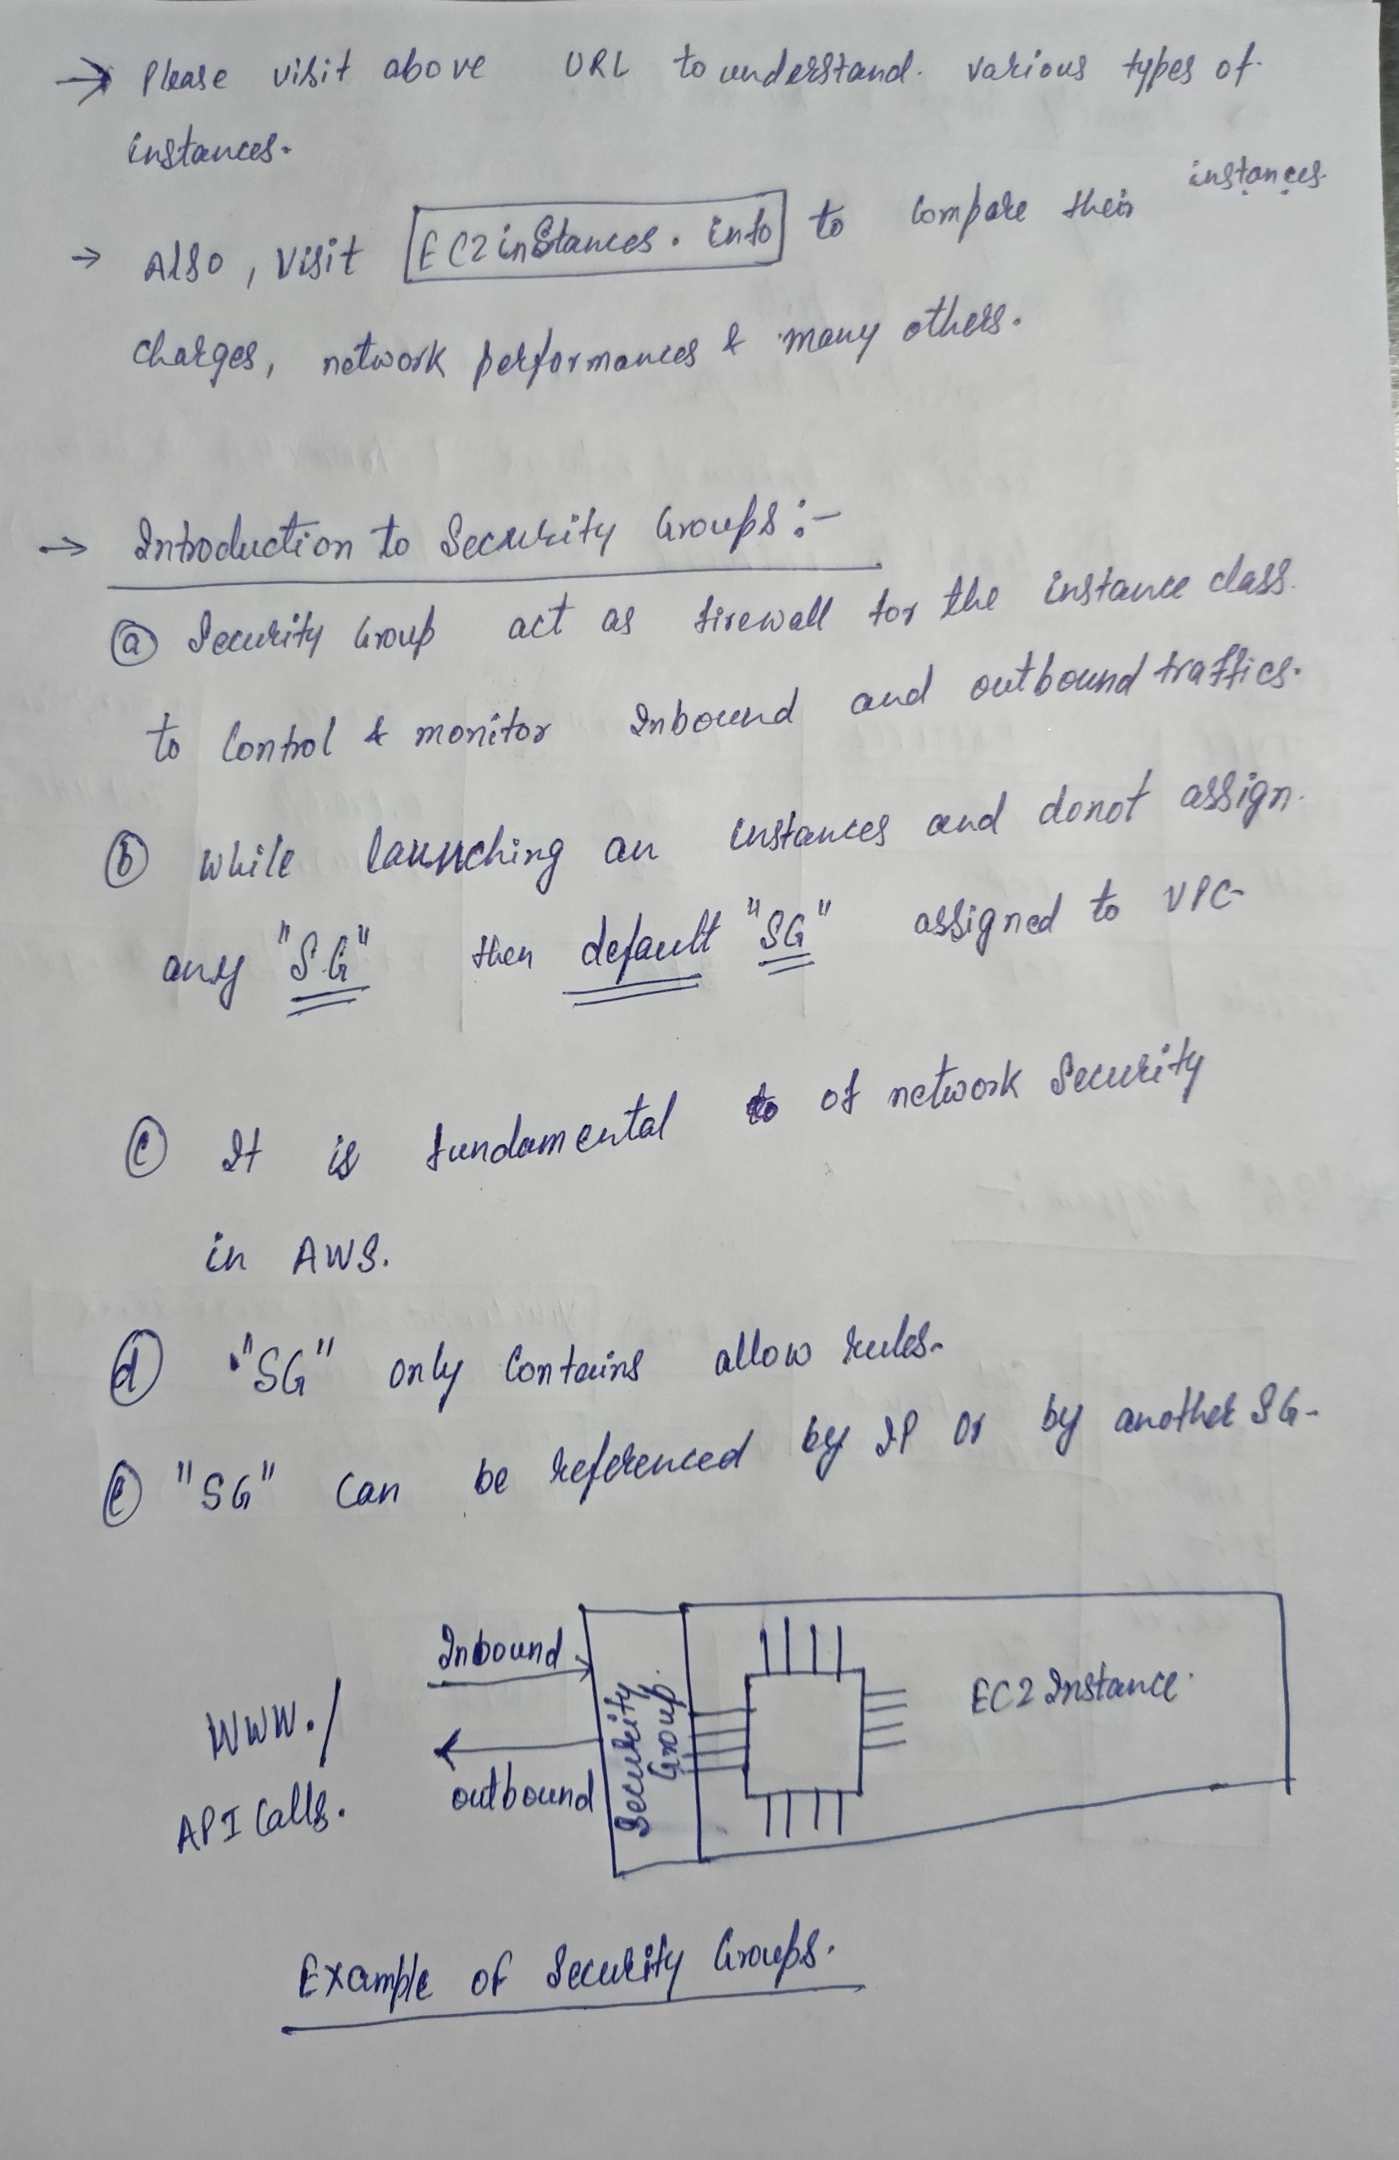 → Please visit above URL to understand. various types of
instances.
→ Also, visit EC2instances.info to compare their instances
charges, network performances & many others.
→ Introduction to Security Groups :-
(a) Security Group act as firewall for the instance class
to Control & monitor Inbound and outbound traffics.
(b) While launching an instances and donot assign
any "SG" then default "SG" assigned to VPC
(c) It is fundamental of network Security
in AWS.
(d) "SG" only Contains allow rules.
(e) "SG" Can be referenced by IP Or by another SG.
Inbound
WWW./
API Calls.
outbound
Security
Group.
EC2 Instance.
Example of Security Groups.